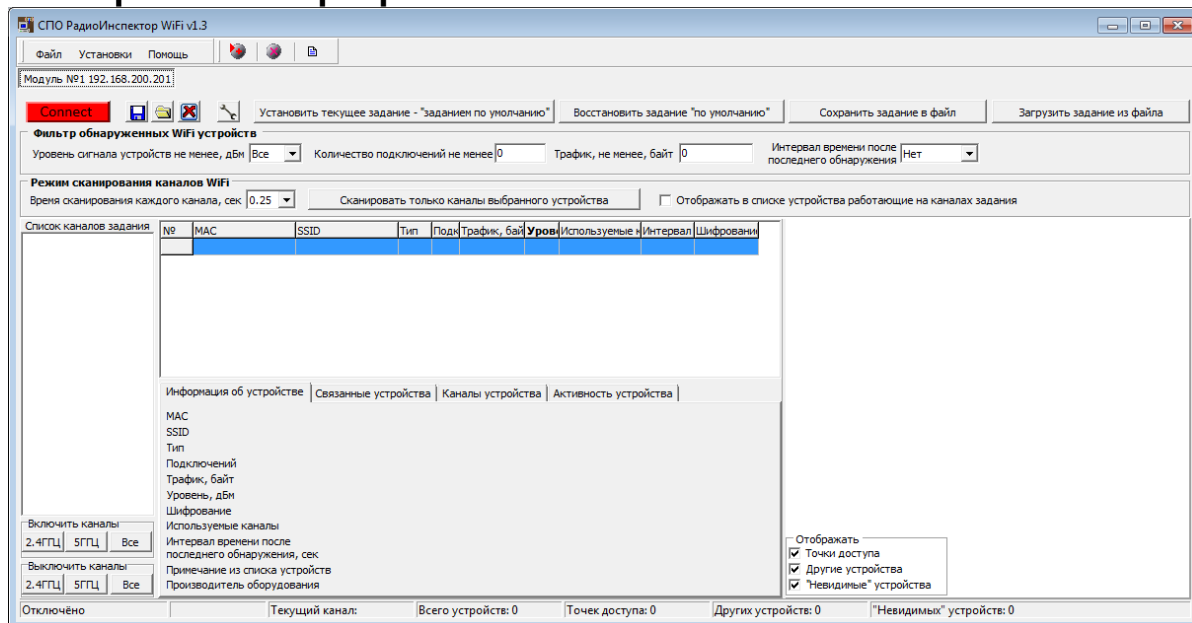 СПО РадиоИнспектор WiFi v1.3
Файл Установки Помощь
Модуль №1 192.168.200.201
Connect Установить текущее задание - "заданием по умолчанию" Восстановить задание "по умолчанию" Сохранить задание в файл Загрузить задание из файла
Фильтр обнаруженных WiFi устройств
Уровень сигнала устройств не менее, дБм Все Количество подключений не менее 0 Трафик, не менее, байт 0 Интервал времени после
последнего обнаружения Нет
Режим сканирования каналов WiFi
Время сканирования каждого канала, сек 0.25 Сканировать только каналы выбранного устройства Отображать в списке устройства работающие на каналах задания
Список каналов задания
№ MAC SSID Тип Подк Трафик, бай Уров Используемые к Интервал Шифровани
Информация об устройстве Связанные устройства Каналы устройства Активность устройства
MAC
SSID
Тип
Подключений
Трафик, байт
Уровень, дБм
Шифрование
Используемые каналы
Интервал времени после
последнего обнаружения, сек
Примечание из списка устройств
Производитель оборудования
Включить каналы
2.4ГГЦ 5ГГЦ Все
Выключить каналы
2.4ГГЦ 5ГГЦ Все
Отображать
Точки доступа
Другие устройства
"Невидимые" устройства
Отключёно Текущий канал: Всего устройств: 0 Точек доступа: 0 Других устройств: 0 "Невидимых" устройств: 0